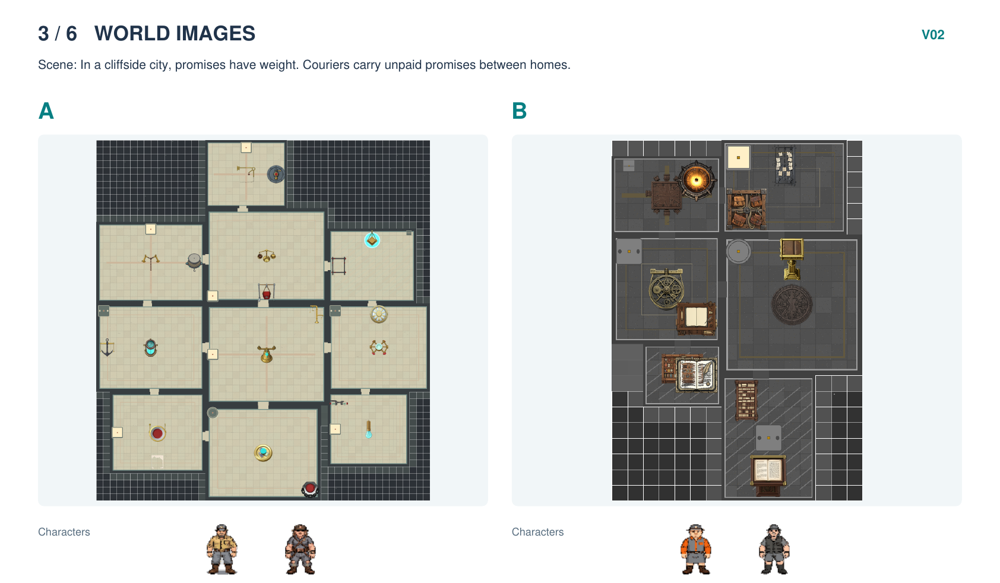 3 / 6 WORLD IMAGES
V02
Scene: In a cliffside city, promises have weight. Couriers carry unpaid promises between homes.
A
B
Characters
Characters